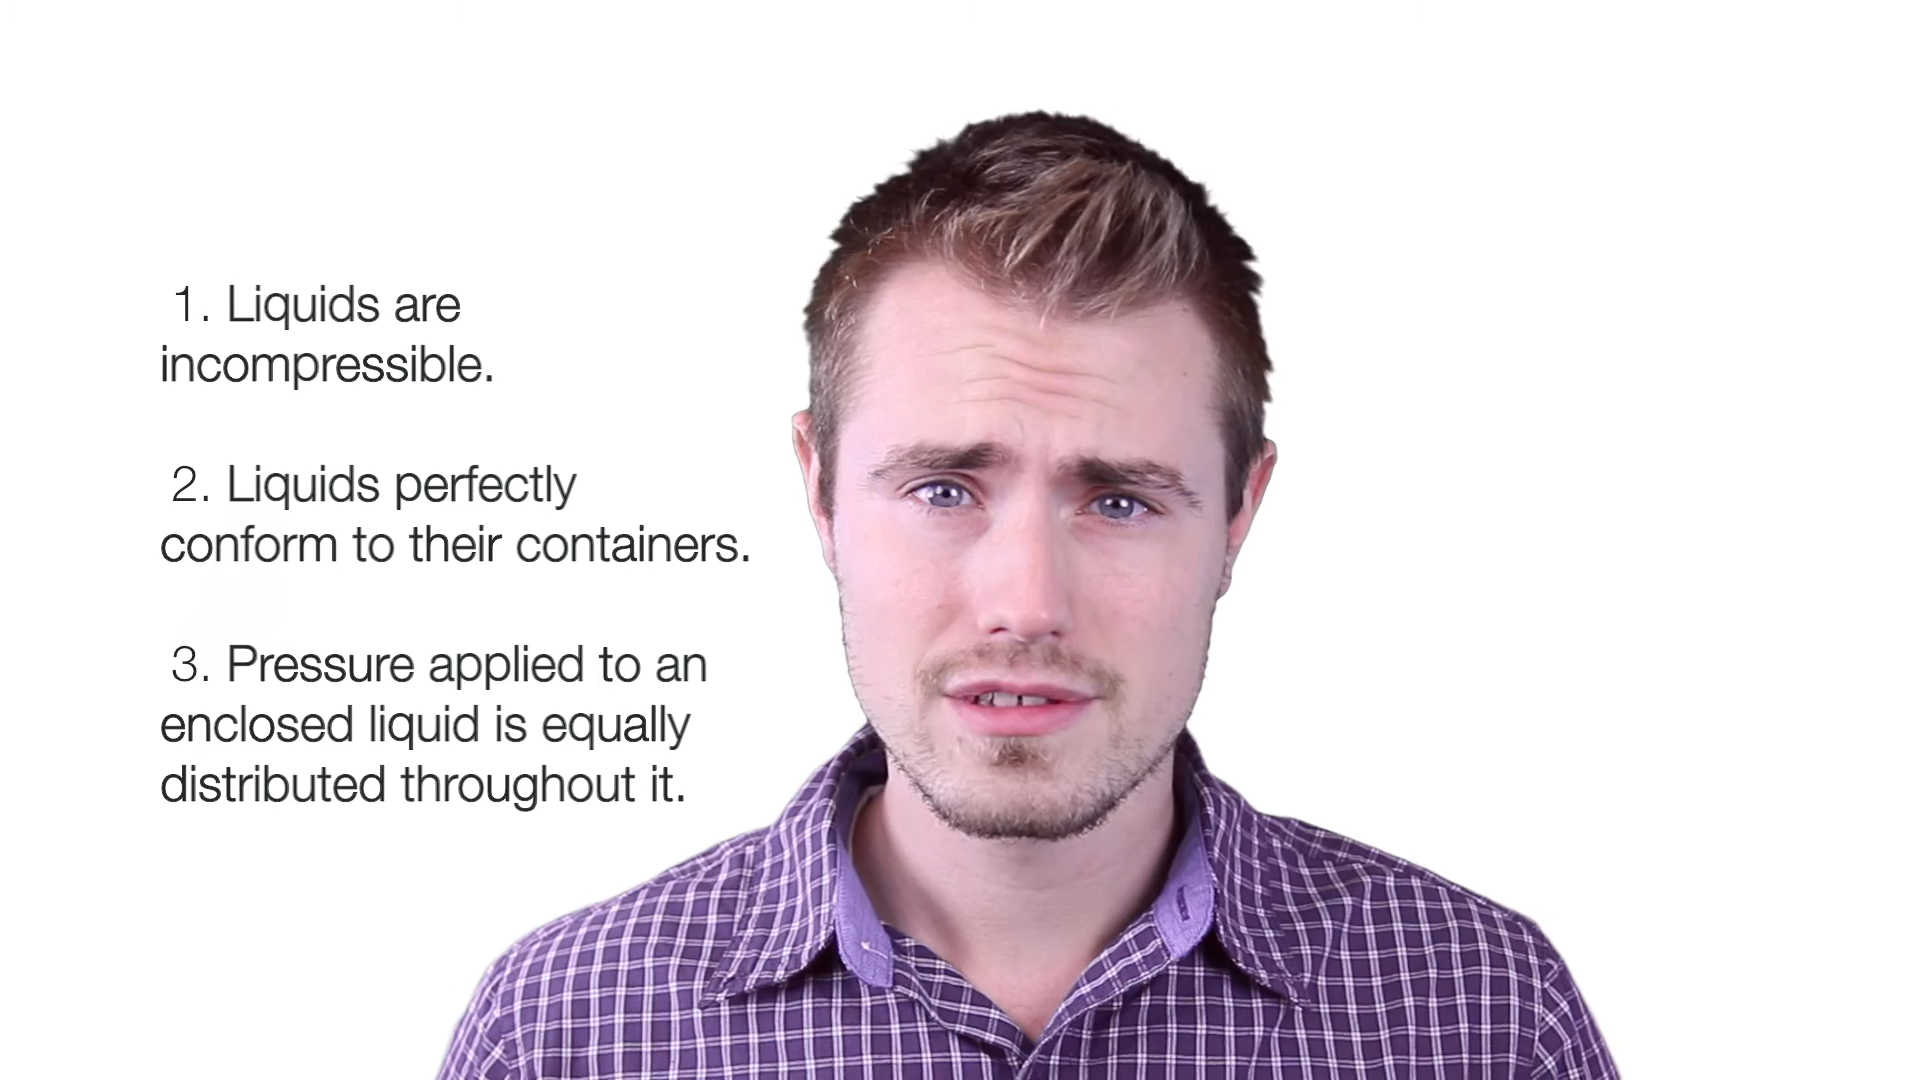 1. Liquids are
incompressible.
2. Liquids perfectly
conform to their containers.
3. Pressure applied to an
enclosed liquid is equally
distributed throughout it.